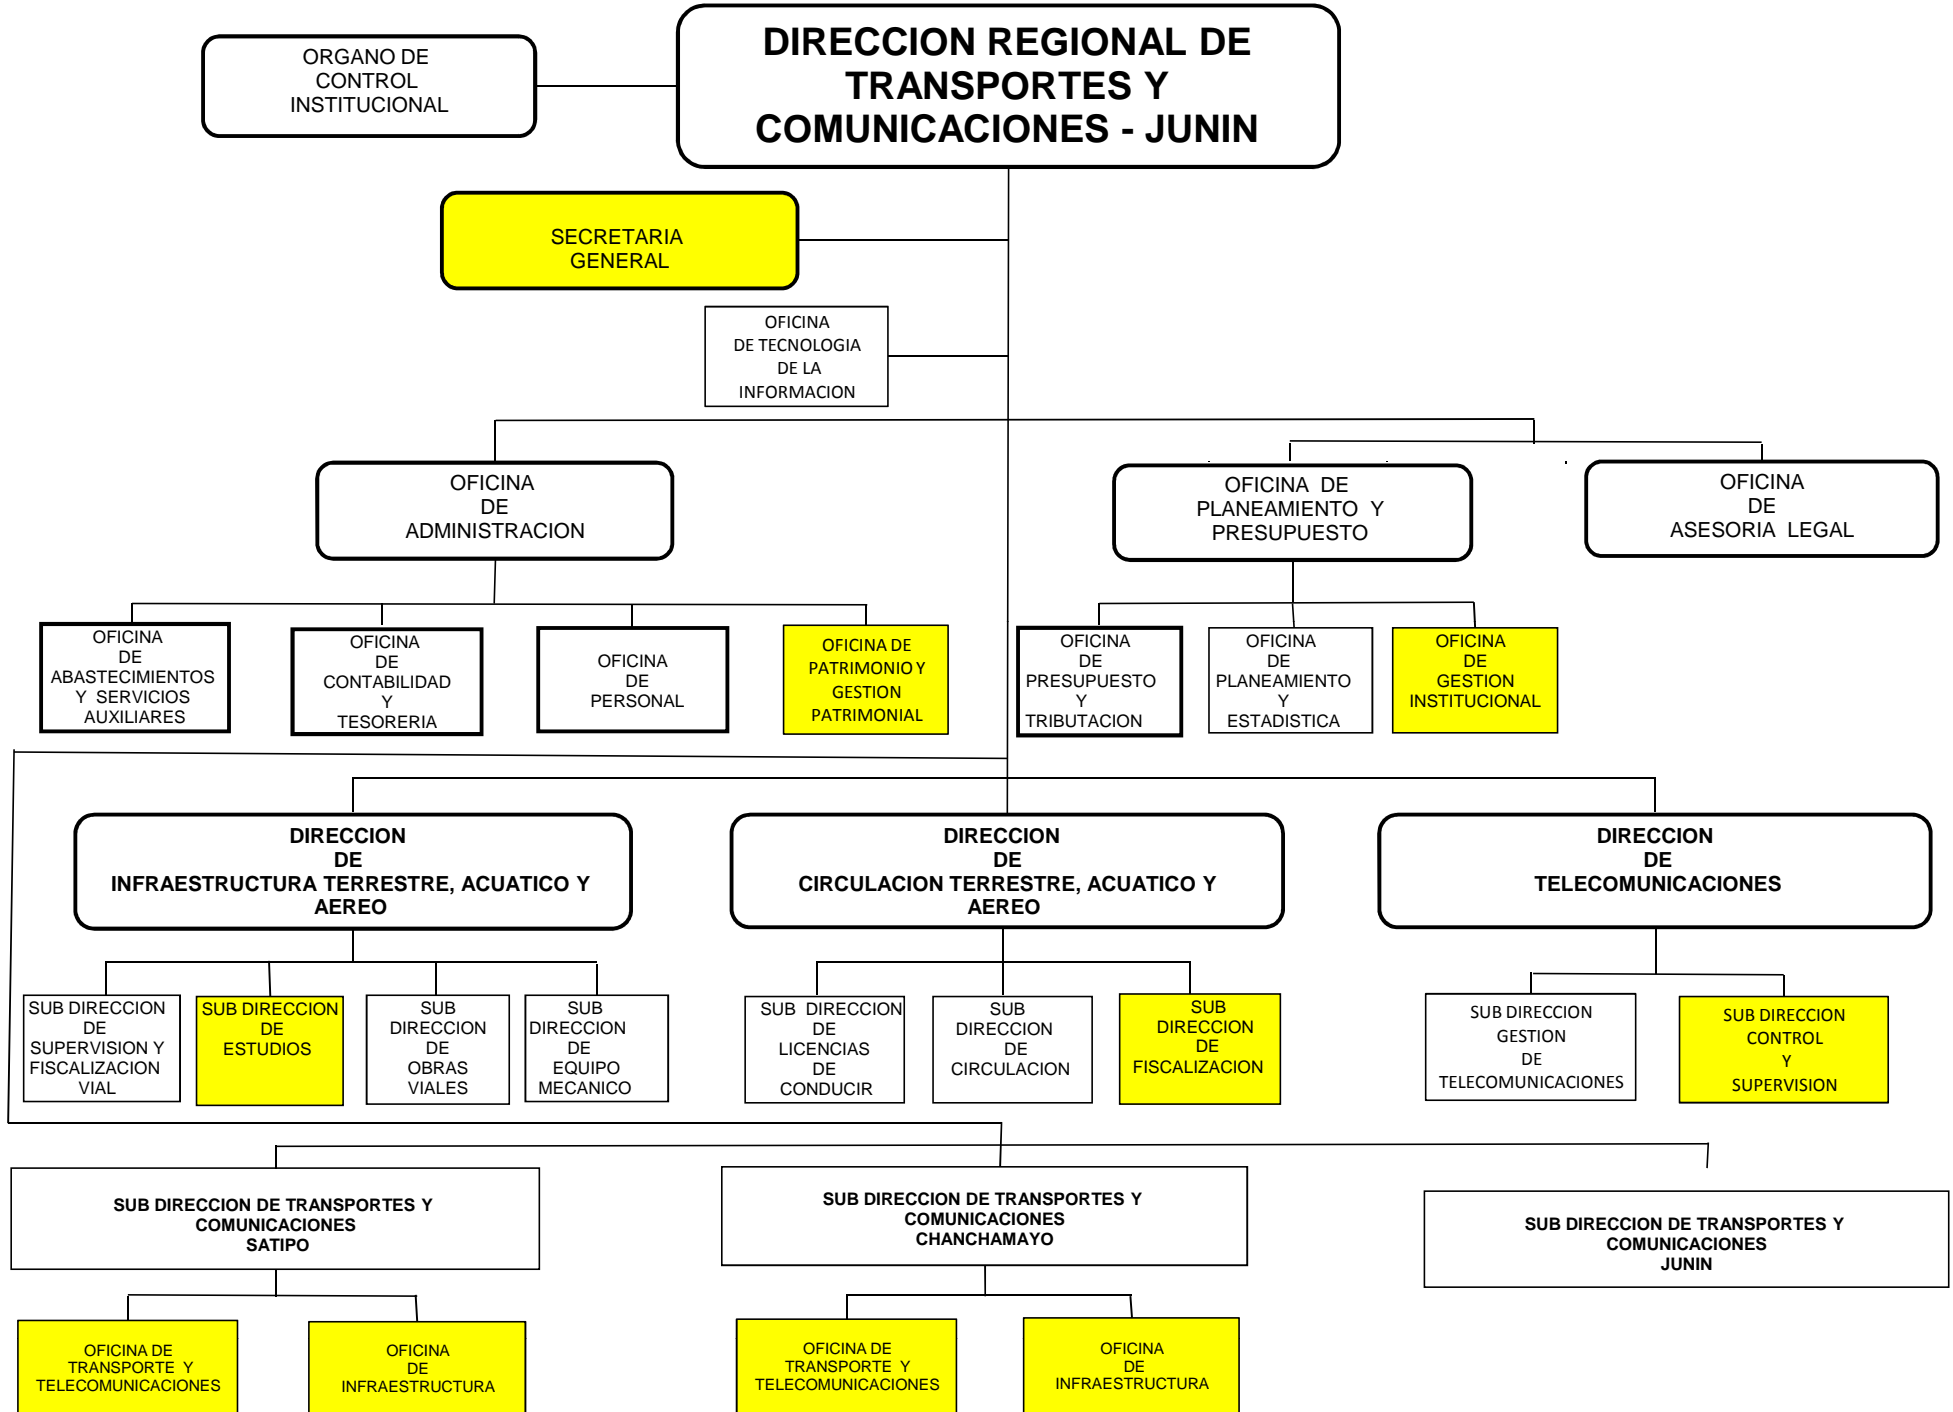 ORGANO DE
CONTROL
INSTITUCIONAL
DIRECCION REGIONAL DE
TRANSPORTES Y
COMUNICACIONES - JUNIN
SECRETARIA
GENERAL
OFICINA
DE TECNOLOGIA
DE LA
INFORMACION
OFICINA
DE
ADMINISTRACION
OFICINA DE
PLANEAMIENTO Y
PRESUPUESTO
OFICINA
DE
ASESORIA LEGAL
OFICINA
DE
ABASTECIMIENTOS
Y SERVICIOS
AUXILIARES
OFICINA
DE
CONTABILIDAD
Y
TESORERIA
OFICINA
DE
PERSONAL
OFICINA DE
PATRIMONIO Y
GESTION
PATRIMONIAL
OFICINA
DE
PRESUPUESTO
Y
TRIBUTACION
OFICINA
DE
PLANEAMIENTO
Y
ESTADISTICA
OFICINA
DE
GESTION
INSTITUCIONAL
DIRECCION
DE
INFRAESTRUCTURA TERRESTRE, ACUATICO Y
AEREO
DIRECCION
DE
CIRCULACION TERRESTRE, ACUATICO Y
AEREO
DIRECCION
DE
TELECOMUNICACIONES
SUB DIRECCION
DE
SUPERVISION Y
FISCALIZACION
VIAL
SUB DIRECCION
DE
ESTUDIOS
SUB
DIRECCION
DE
OBRAS
VIALES
SUB
DIRECCION
DE
EQUIPO
MECANICO
SUB DIRECCION
DE
LICENCIAS
DE
CONDUCIR
SUB
DIRECCION
DE
CIRCULACION
SUB
DIRECCION
DE
FISCALIZACION
SUB DIRECCION
GESTION
DE
TELECOMUNICACIONES
SUB DIRECCION
CONTROL
Y
SUPERVISION
SUB DIRECCION DE TRANSPORTES Y
COMUNICACIONES
SATIPO
SUB DIRECCION DE TRANSPORTES Y
COMUNICACIONES
CHANCHAMAYO
SUB DIRECCION DE TRANSPORTES Y
COMUNICACIONES
JUNIN
OFICINA DE
TRANSPORTE Y
TELECOMUNICACIONES
OFICINA
DE
INFRAESTRUCTURA
OFICINA DE
TRANSPORTE Y
TELECOMUNICACIONES
OFICINA
DE
INFRAESTRUCTURA